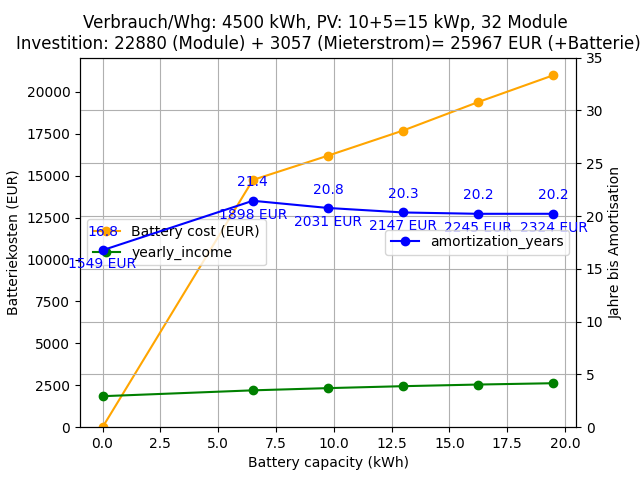 Verbrauch/Whg: 4500 kWh, PV: 10+5=15 kWp, 32 Module
Investition: 22880 (Module) + 3057 (Mieterstrom)= 25967 EUR (+Batterie)
35
30
25
20
15
10
5
0
20000
17500
15000
12500
10000
7500
5000
2500
0
Batteriekosten (EUR)
Jahre bis Amortisation
16.8
21.4
20.8
20.3
20.2
20.2
1549 EUR
1898 EUR
2031 EUR
2147 EUR
2245 EUR
2324 EUR
Battery cost (EUR)
yearly_income
amortization_years
0.0 2.5 5.0 7.5 10.0 12.5 15.0 17.5 20.0
Battery capacity (kWh)